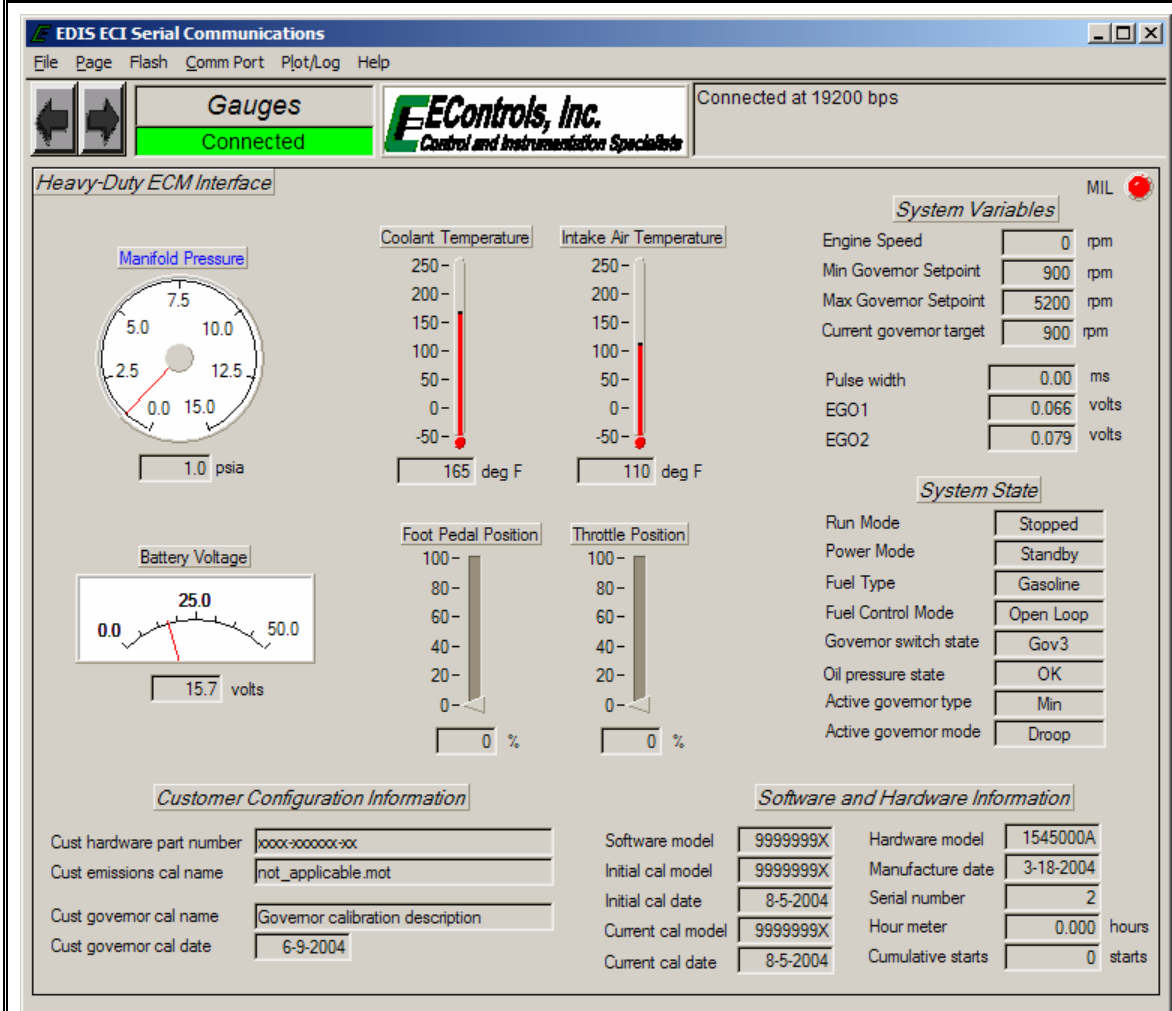 EDIS ECI Serial Communications
File Page Flash Comm Port Plot/Log Help
Gauges
Connected
EControls, Inc.
Control and Instrumentation Specialists
Connected at 19200 bps
Heavy-Duty ECM Interface
MIL
Manifold Pressure
7.5
5.0 10.0
2.5 12.5
0.0 15.0
1.0 psia
Coolant Temperature
250
200
150
100
50
0
-50
165 deg F
Intake Air Temperature
250
200
150
100
50
0
-50
110 deg F
System Variables
Engine Speed 0 rpm
Min Governor Setpoint 900 rpm
Max Governor Setpoint 5200 rpm
Current governor target 900 rpm
Pulse width 0.00 ms
EGO1 0.066 volts
EGO2 0.079 volts
Battery Voltage
25.0
0.0 50.0
15.7 volts
Foot Pedal Position
100
80
60
40
20
0
0 %
Throttle Position
100
80
60
40
20
0
0 %
System State
Run Mode Stopped
Power Mode Standby
Fuel Type Gasoline
Fuel Control Mode Open Loop
Governor switch state Gov3
Oil pressure state OK
Active governor type Min
Active governor mode Droop
Customer Configuration Information
Cust hardware part number xxxx-xxxxxx-xx
Cust emissions cal name not_applicable.mot
Cust governor cal name Governor calibration description
Cust governor cal date 6-9-2004
Software and Hardware Information
Software model 9999999X
Initial cal model 9999999X
Initial cal date 8-5-2004
Current cal model 9999999X
Current cal date 8-5-2004
Hardware model 1545000A
Manufacture date 3-18-2004
Serial number 2
Hour meter 0.000 hours
Cumulative starts 0 starts